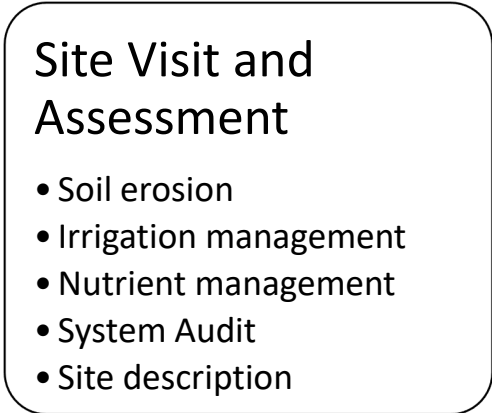 Site Visit and
Assessment
• Soil erosion
• Irrigation management
• Nutrient management
• System Audit
• Site description